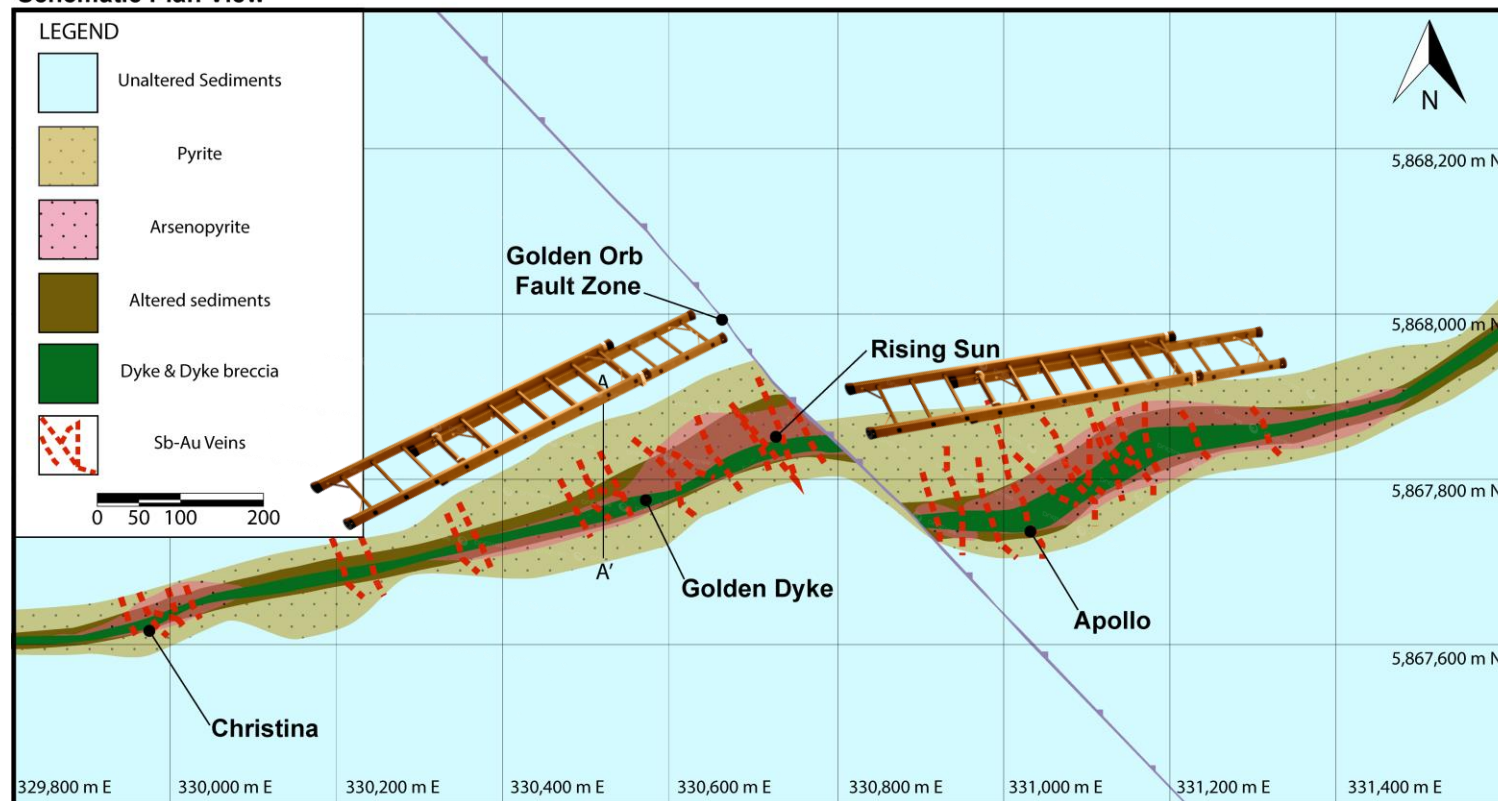 Schematic Plan View
LEGEND
Unaltered Sediments
Pyrite
Arsenopyrite
Altered sediments
Dyke & Dyke breccia
Sb-Au Veins
0 50 100 200
N
5,868,200 m N
Golden Orb
Fault Zone
5,868,000 m N
Rising Sun
A
5,867,800 m N
A'
Golden Dyke
Apollo
5,867,600 m N
Christina
329,800 m E
330,000 m E
330,200 m E
330,400 m E
330,600 m E
330,800 m E
331,000 m E
331,200 m E
331,400 m E